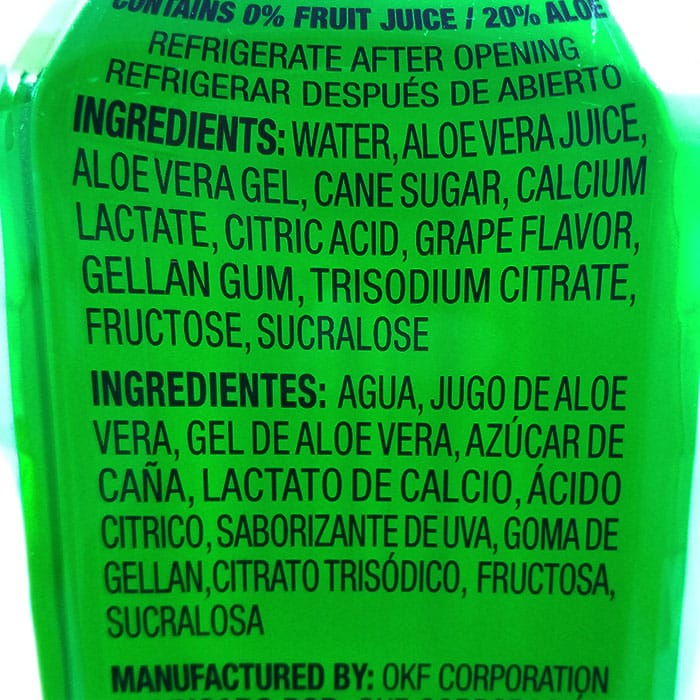 CONTAINS 0% FRUIT JUICE / 20% ALOE
REFRIGERATE AFTER OPENING
REFRIGERAR DESPUÉS DE ABIERTO
INGREDIENTS: WATER, ALOE VERA JUICE,
ALOE VERA GEL, CANE SUGAR, CALCIUM
LACTATE, CITRIC ACID, GRAPE FLAVOR,
GELLAN GUM, TRISODIUM CITRATE,
FRUCTOSE, SUCRALOSE
INGREDIENTES: AGUA, JUGO DE ALOE
VERA, GEL DE ALOE VERA, AZÚCAR DE
CAÑA, LACTATO DE CALCIO, ÁCIDO
CITRICO, SABORIZANTE DE UVA, GOMA DE
GELLAN,CITRATO TRISÓDICO, FRUCTOSA,
SUCRALOSA
MANUFACTURED BY: OKF CORPORATION